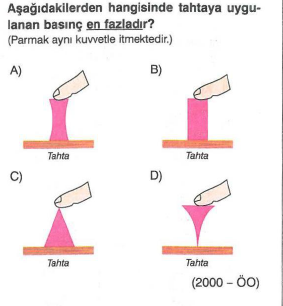 Aşağıdakilerden hangisinde tahtaya uygu-
lanan basınç en fazladır?
(Parmak aynı kuvvetle itmektedir.)
A)
B)
Tahta
Tahta
C)
D)
Tahta
Tahta
(2000 – ÖO)